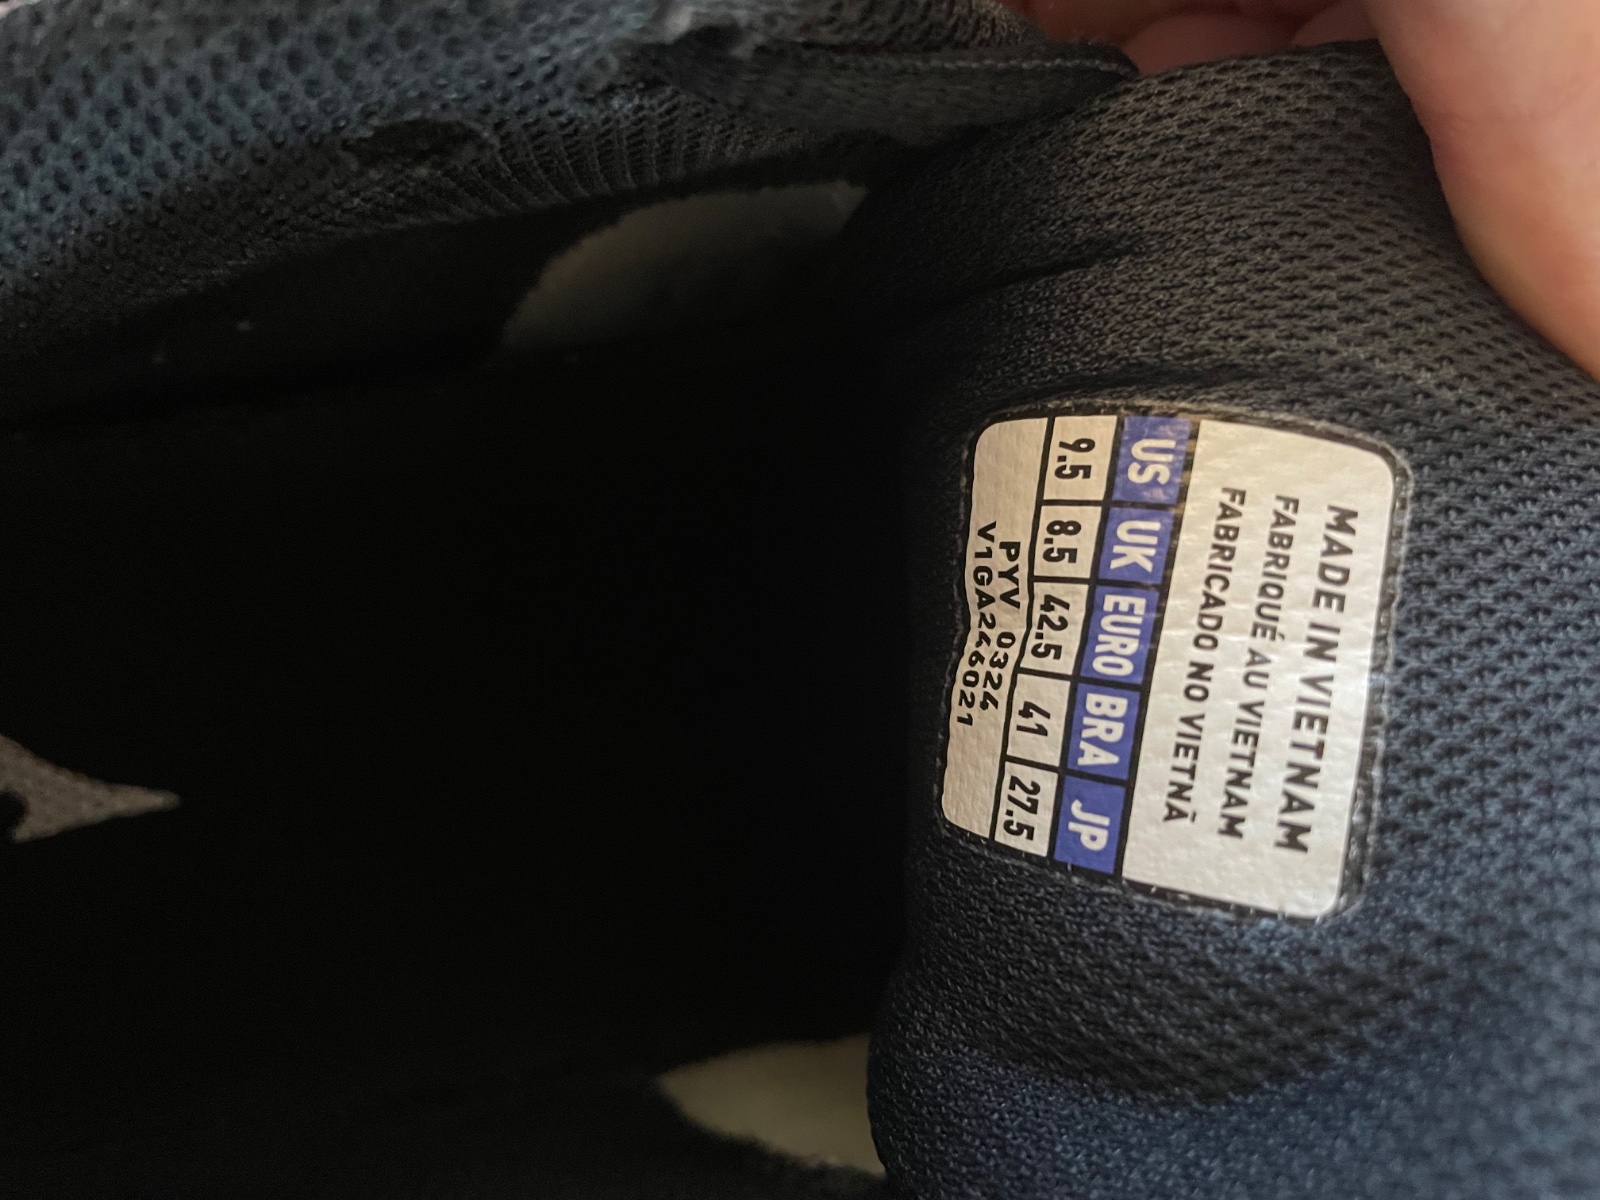 MADE IN VIETNAM
FABRIQUÉ AU VIETNAM
FABRICADO NO VIETNÃ
US UK EURO BRA JP
9.5 8.5 42.5 41 27.5
PYV 0324
V1GA246021